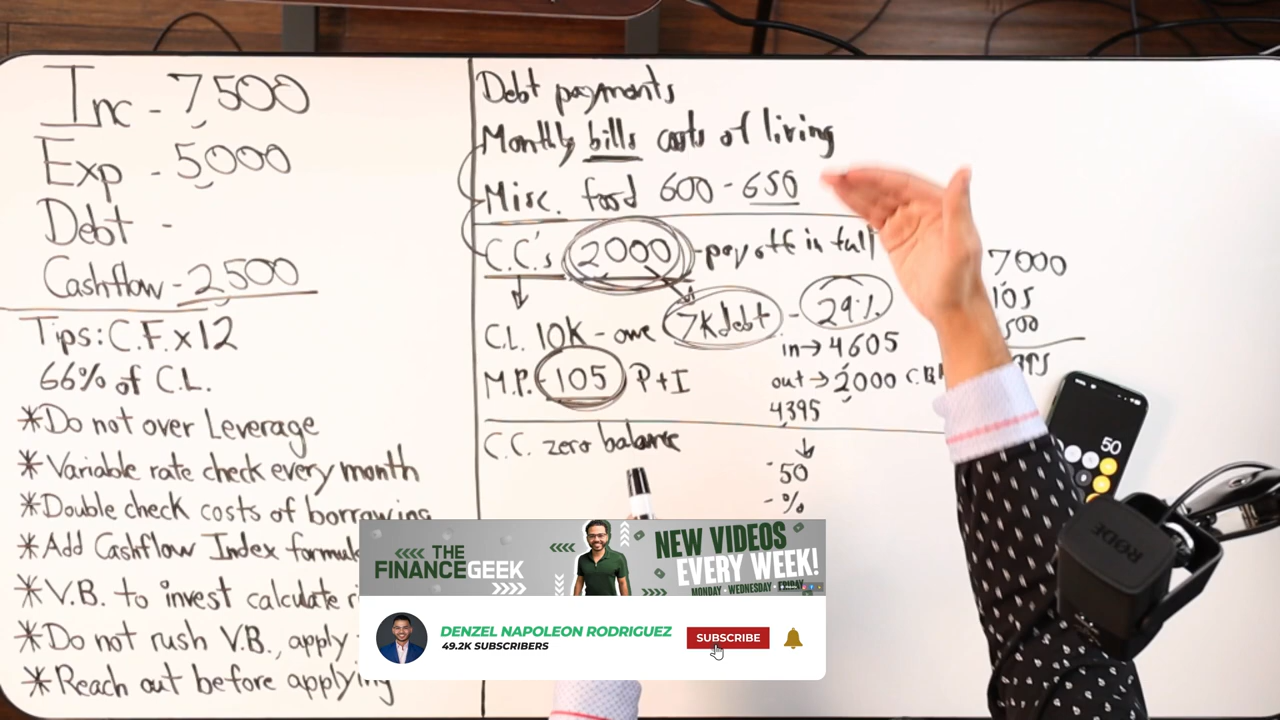 Inc - 7,500
Exp - 5,000
Debt -
Cashflow - 2,500
Tips: C.F. x 12
66% of C.L.
*Do not over Leverage
*Variable rate check every month
*Double check costs of borrowing
*Add Cashflow Index
*V.B. to invest calculate
*Do not rush V.B., apply
*Reach out before applying
Debt payments
Monthly bills costs of living
Misc. food 600 - 650
C.C.'s 2000 - pay off in full
C.L. 10K - owe 7K debt - 29%
M.P. - 105 P + I
in → 4605
out → 2000
4395
C.C. zero balance
- 50
- %
7000
105
500
50
RØDE
THE
FINANCEGEEK
NEW VIDEOS
EVERY WEEK!
MONDAY - WEDNESDAY - FRIDAY
DENZEL NAPOLEON RODRIGUEZ
49.2K SUBSCRIBERS
SUBSCRIBE